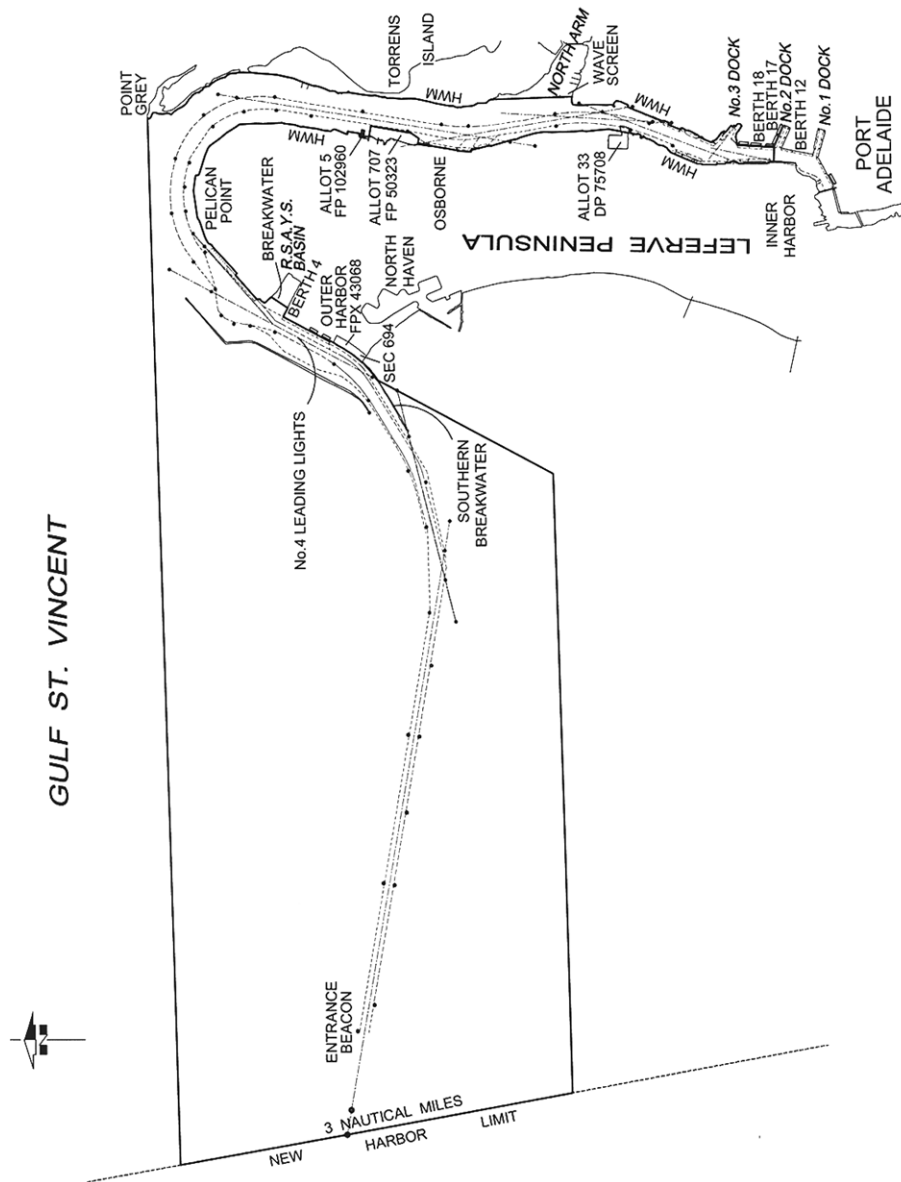 GULF ST. VINCENT
POINT
GREY
TORRENS
ISLAND
NORTH ARM
WAVE
SCREEN
HWM
HWM
No.3 DOCK
BERTH 18
BERTH 17
No.2 DOCK
BERTH 12
No.1 DOCK
PORT
ADELAIDE
INNER
HARBOR
HWM
ALLOT 33
DP 75708
LEFERVE PENINSULA
OSBORNE
ALLOT 707
FP 50323
ALLOT 5
FP 102960
HWM
PELICAN
POINT
BREAKWATER
R.S.A.Y.S.
BASIN
BERTH 4
OUTER
HARBOR
FPX 43068
NORTH
HAVEN
SEC 694
No.4 LEADING LIGHTS
SOUTHERN
BREAKWATER
ENTRANCE
BEACON
3 NAUTICAL MILES
NEW HARBOR LIMIT
N